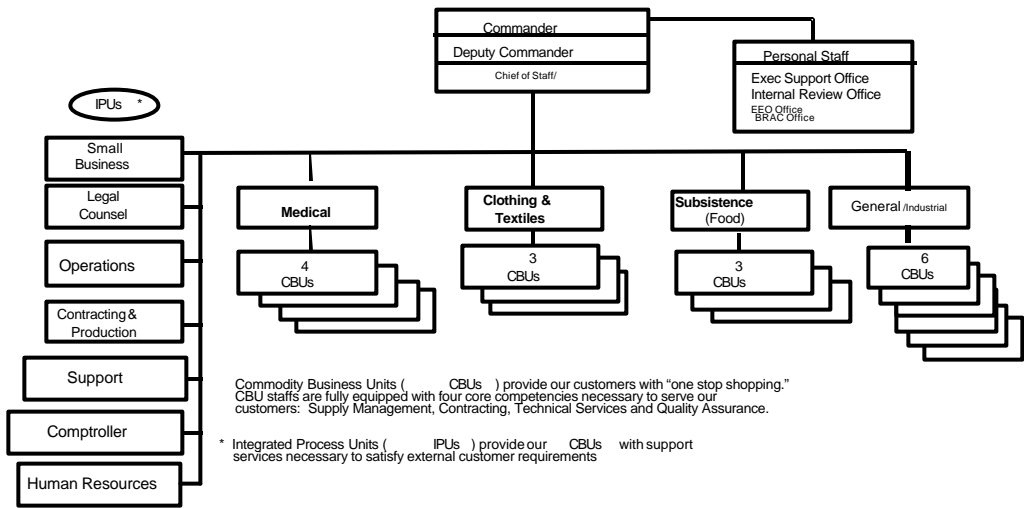 Commander
Deputy Commander
Chief of Staff/
Personal Staff
Exec Support Office
Internal Review Office
EEO Office
BRAC Office
IPUs *
Small
Business
Legal
Counsel
Operations
Contracting &
Production
Support
Comptroller
Human Resources
Medical
Clothing &
Textiles
Subsistence
(Food)
General /Industrial
4
CBUs
3
CBUs
3
CBUs
6
CBUs
Commodity Business Units ( CBUs ) provide our customers with “one stop shopping.”
CBU staffs are fully equipped with four core competencies necessary to serve our
customers: Supply Management, Contracting, Technical Services and Quality Assurance.
* Integrated Process Units ( IPUs ) provide our CBUs with support
services necessary to satisfy external customer requirements